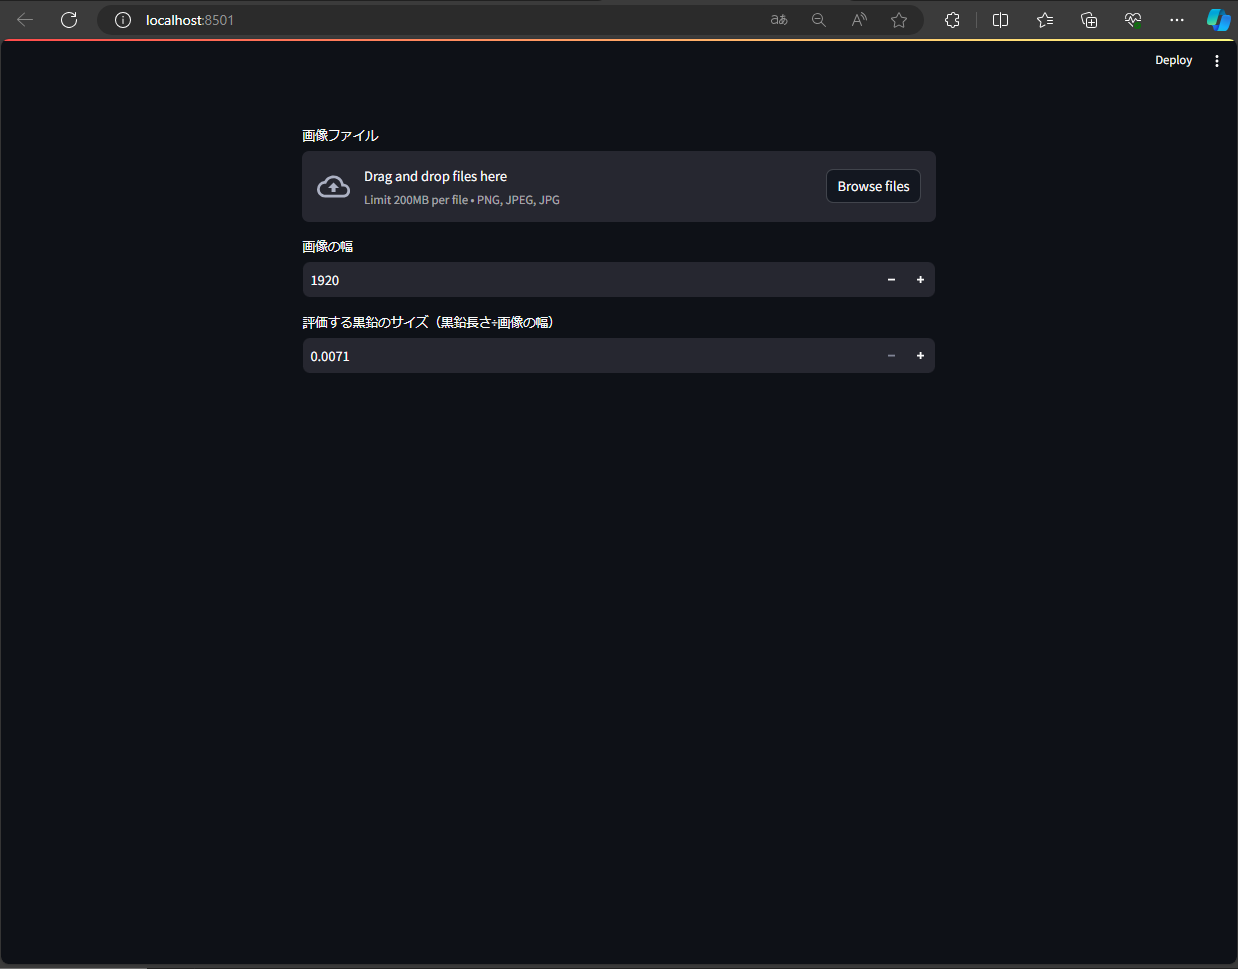 localhost:8501
aあ
A
Deploy
画像ファイル
Drag and drop files here
Limit 200MB per file • PNG, JPEG, JPG
Browse files
画像の幅
1920
評価する黒鉛のサイズ（黒鉛長さ÷画像の幅）
0.0071